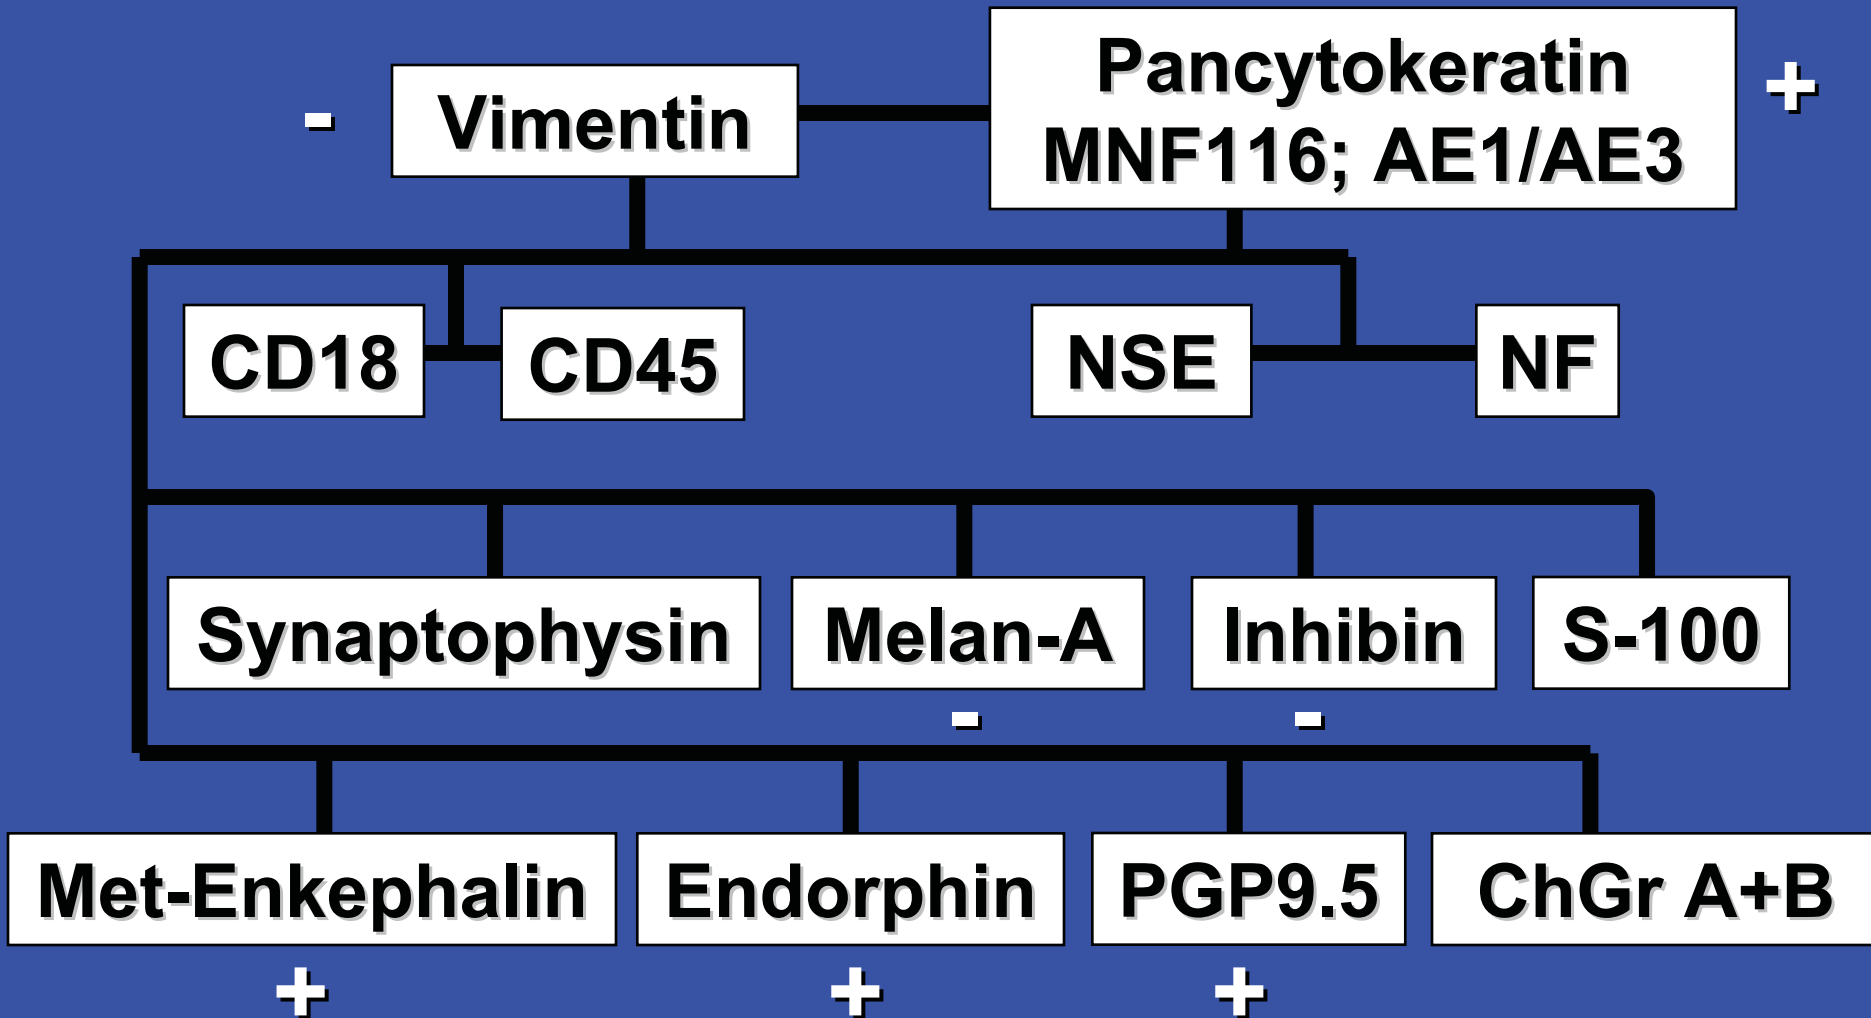 - Vimentin
Pancytokeratin +
MNF116; AE1/AE3
CD18 CD45 NSE NF
Synaptophysin Melan-A Inhibin S-100
- -
Met-Enkephalin Endorphin PGP9.5 ChGr A+B
+ + +